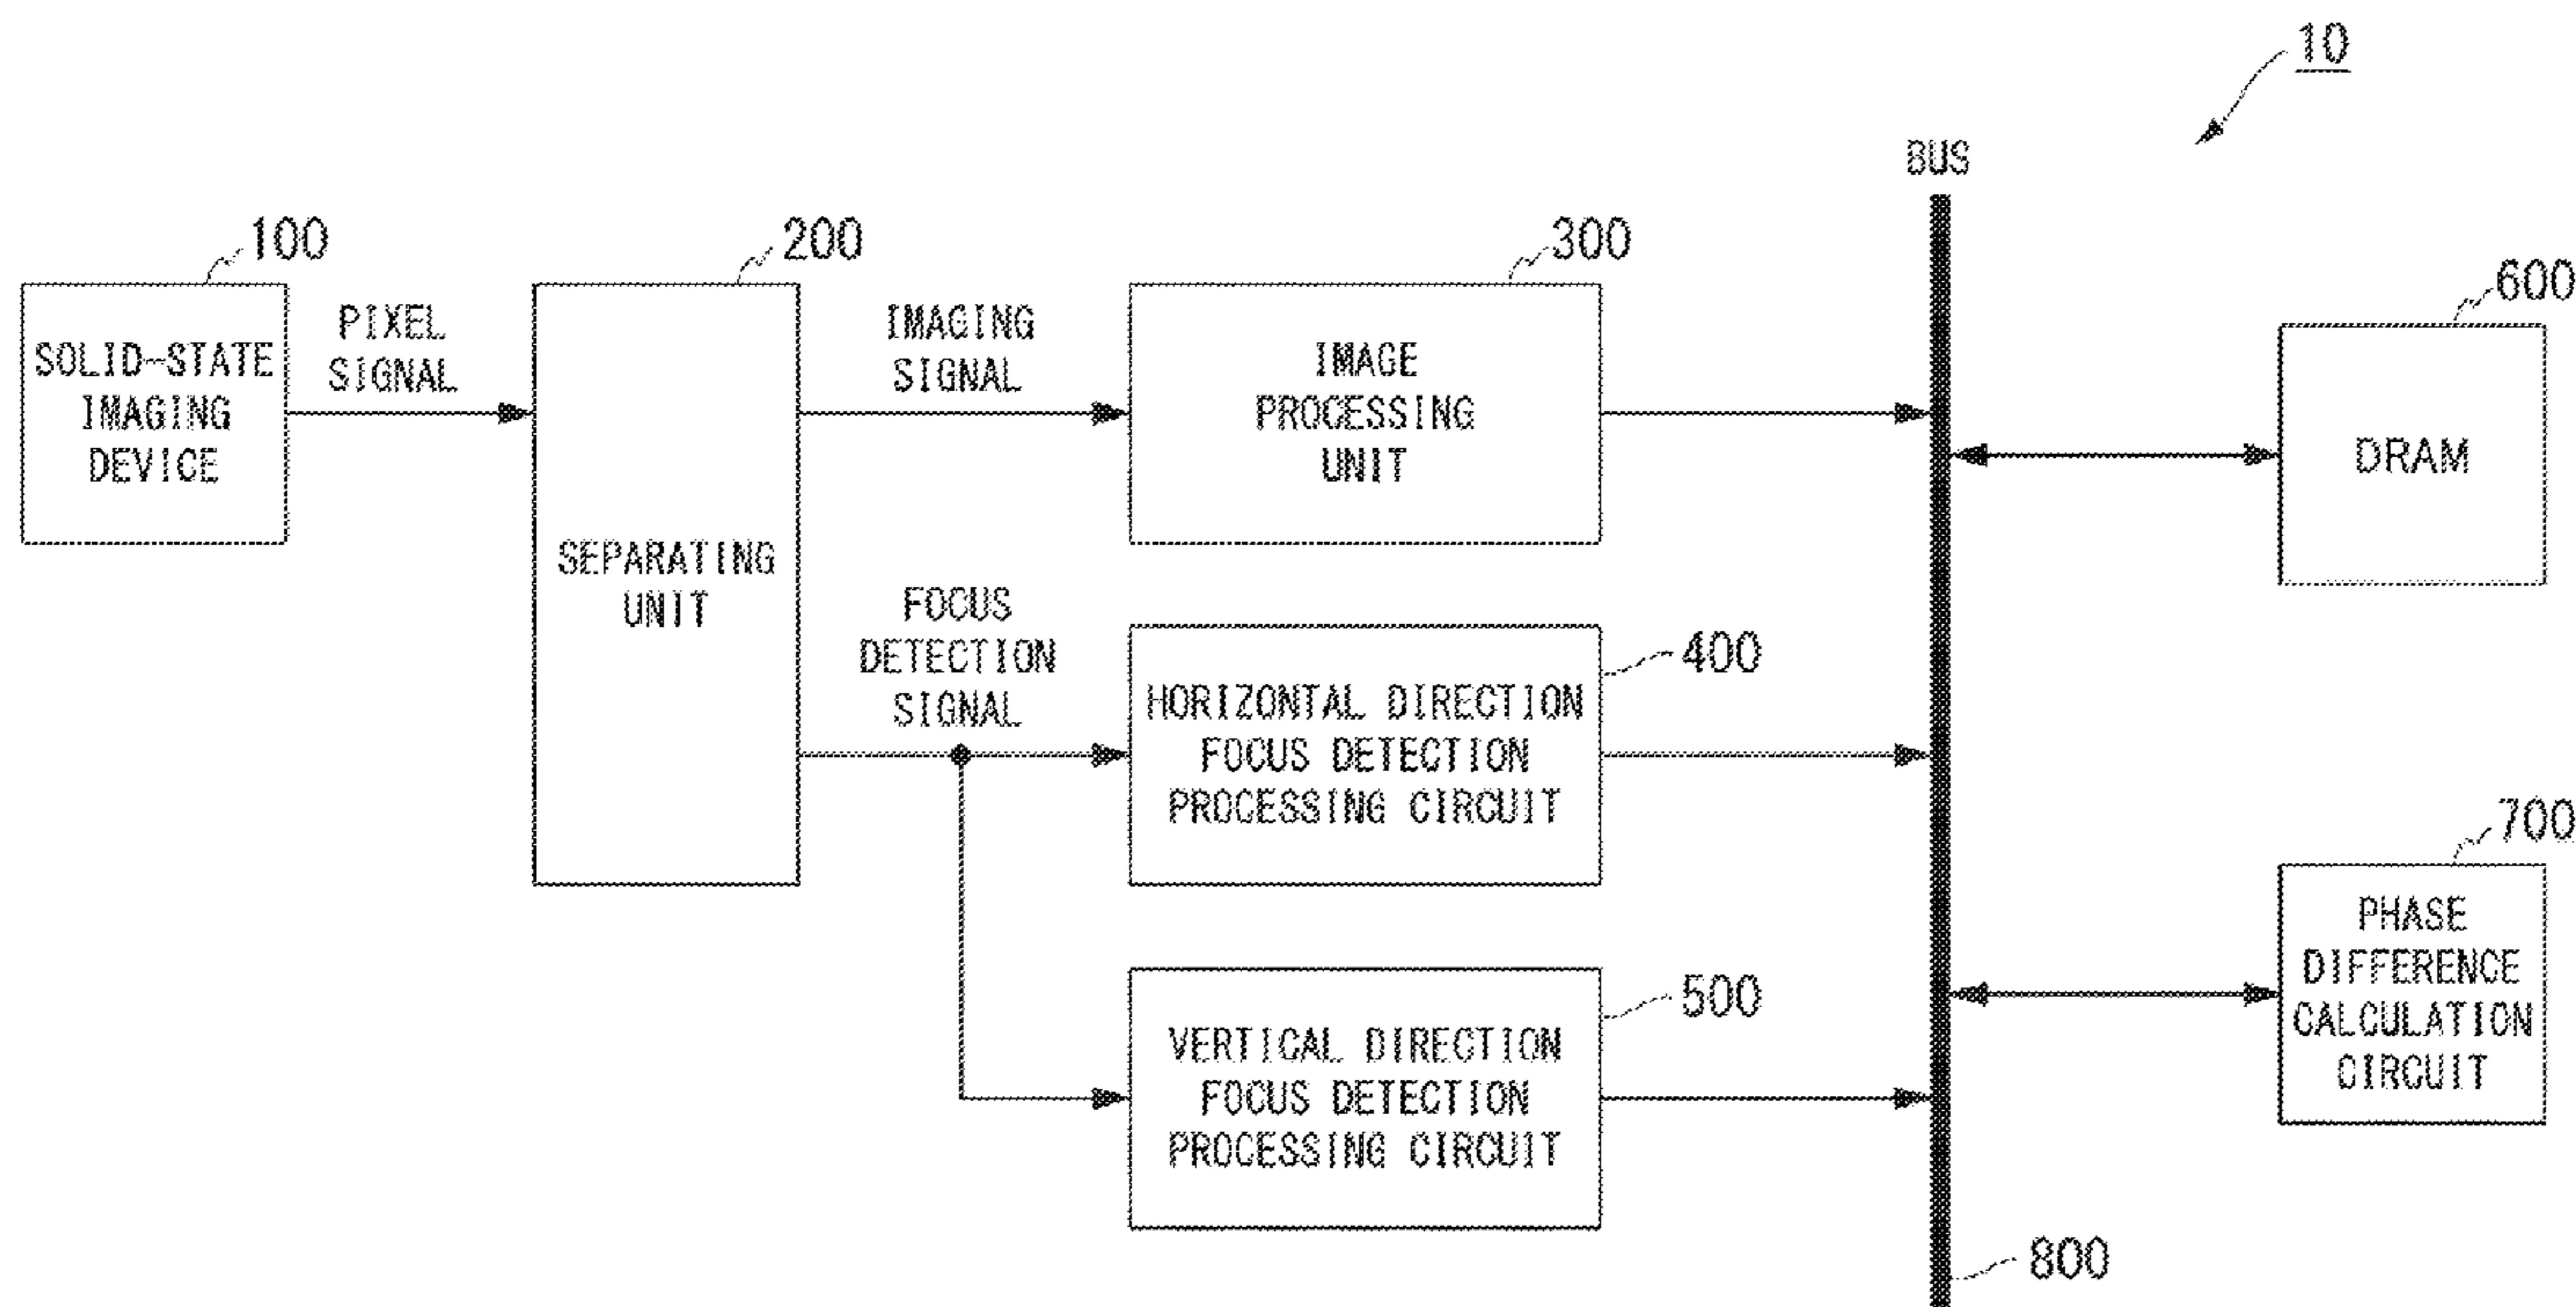 10
BUS
100
SOLID-STATE
IMAGING
DEVICE
PIXEL
SIGNAL
200
SEPARATING
UNIT
IMAGING
SIGNAL
FOCUS
DETECTION
SIGNAL
300
IMAGE
PROCESSING
UNIT
400
HORIZONTAL DIRECTION
FOCUS DETECTION
PROCESSING CIRCUIT
500
VERTICAL DIRECTION
FOCUS DETECTION
PROCESSING CIRCUIT
600
DRAM
700
PHASE
DIFFERENCE
CALCULATION
CIRCUIT
800